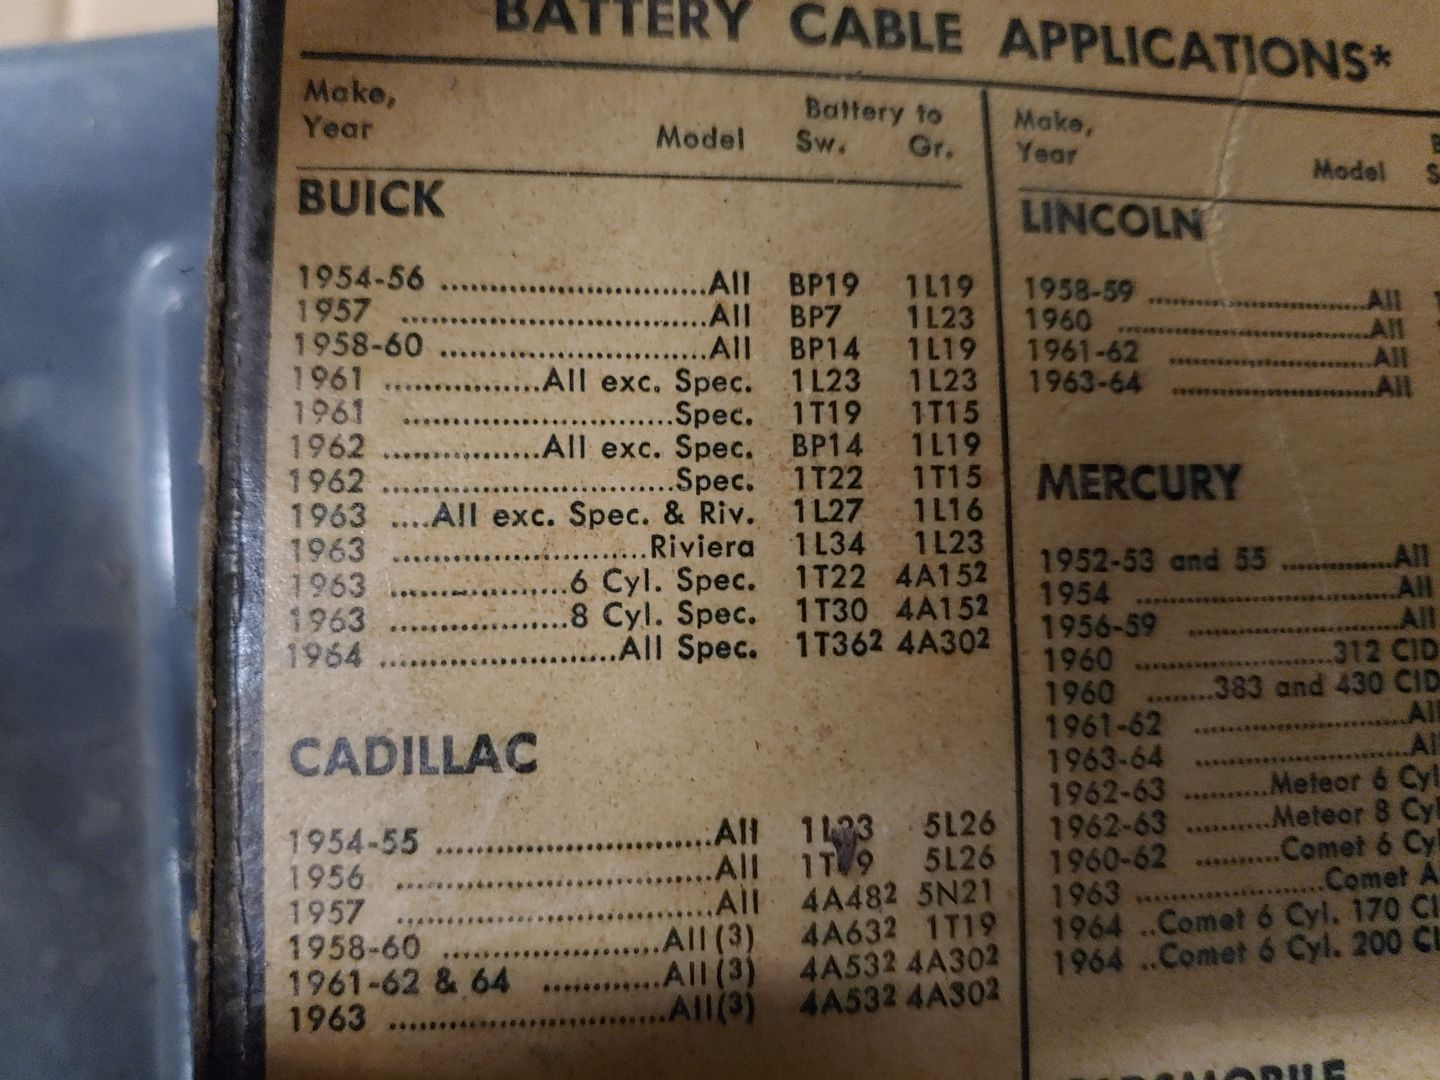 BATTERY CABLE APPLICATIONS*
Make,
Year
Model
Battery to
Sw. Gr.
BUICK
1954-56 ............................All BP19 1L19
1957 ................................All BP7 1L23
1958-60 ............................All BP14 1L19
1961 ................All exc. Spec. 1L23 1L23
1961 ............................Spec. 1T19 1T15
1962 ................All exc. Spec. BP14 1L19
1962 ..............................Spec. 1T22 1T15
1963 ....All exc. Spec. & Riv. 1L27 1L16
1963 ..........................Riviera 1L34 1L23
1963 ..................6 Cyl. Spec. 1T22 4A15²
1963 ..................8 Cyl. Spec. 1T30 4A15²
1964 ........................All Spec. 1T36² 4A30²
CADILLAC
1954-55 ............................All 5L26
1956 ................................All 5L26
1957 ................................All 4A48² 5N21
1958-60 ......................All(3) 4A63² 1T19
1961-62 & 64 ............All(3) 4A53² 4A30²
1963 ............................All(3) 4A53² 4A30²
Make,
Year
Model
LINCOLN
1958-59 ........................All
1960 ............................All
1961-62 ......................All
1963-64 ......................All
MERCURY
1952-53 and 55 ..............All
1954 ............................All
1956-59 ........................All
1960 ......................312 CID
1960 ........383 and 430 CID
1961-62 ........................All
1963-64 ........................All
1962-63 ..........Meteor 6 Cyl
1962-63 ..........Meteor 8 Cyl
1960-62 ..........Comet 6 Cyl
1963 ....................Comet
1964 ..Comet 6 Cyl. 170
1964 ..Comet 6 Cyl. 200